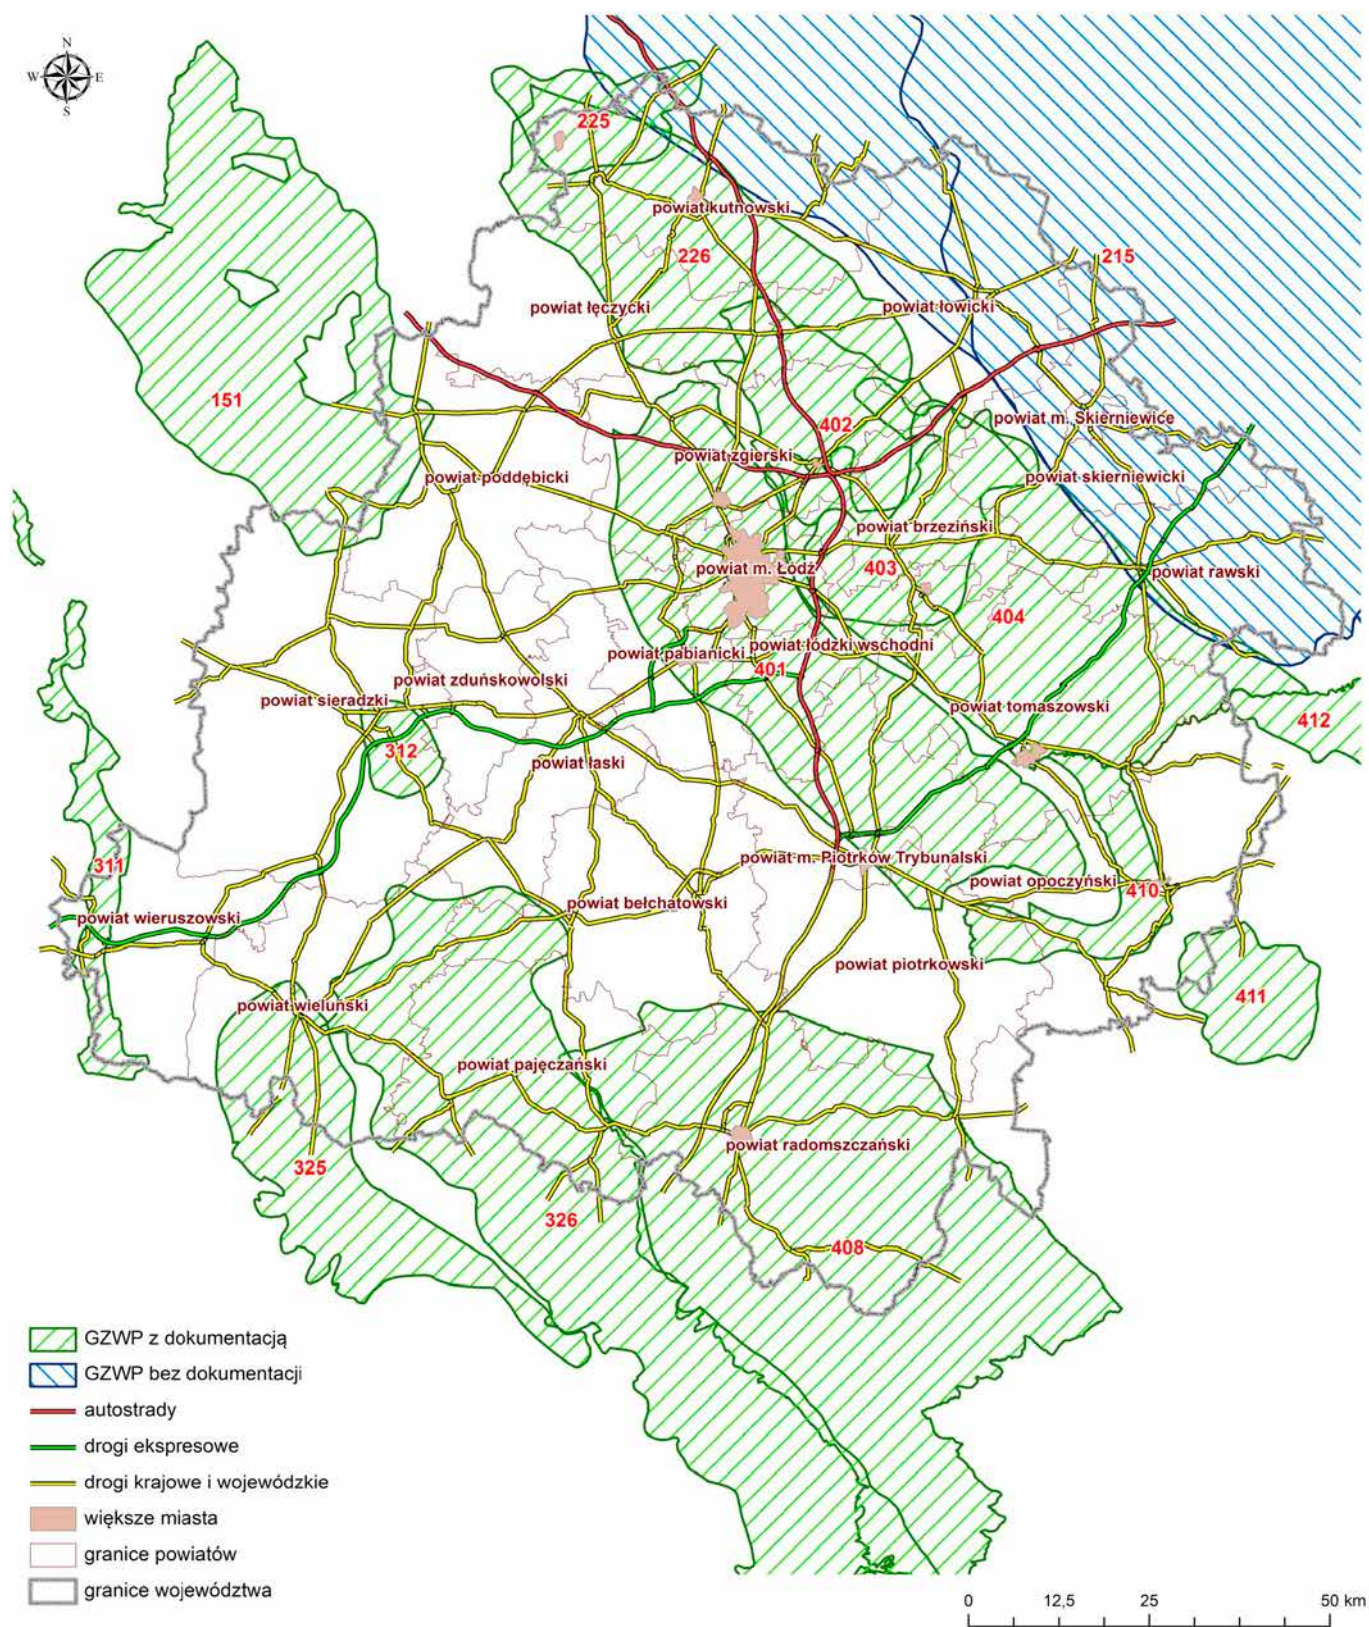 N
W E
S
225
powiat kutnowski
226
215
powiat łęczycki
powiat łowicki
151
402
powiat m. Skierniewice
powiat zgierski
powiat poddębicki
powiat skierniewicki
powiat brzeziński
powiat m. Łódź
403
powiat rawski
404
powiat łódzki wschodni
powiat pabianicki
401
powiat zduńskowolski
powiat sieradzki
powiat tomaszowski
412
312
powiat łaski
powiat m. Piotrków Trybunalski
311
powiat opoczyński
410
powiat bełchatowski
powiat wieruszowski
powiat piotrkowski
411
powiat wieluński
powiat pajęczański
powiat radomszczański
325
326
408
GZWP z dokumentacją
GZWP bez dokumentacji
autostrady
drogi ekspresowe
drogi krajowe i wojewódzkie
większe miasta
granice powiatów
granice województwa
0 12,5 25 50 km